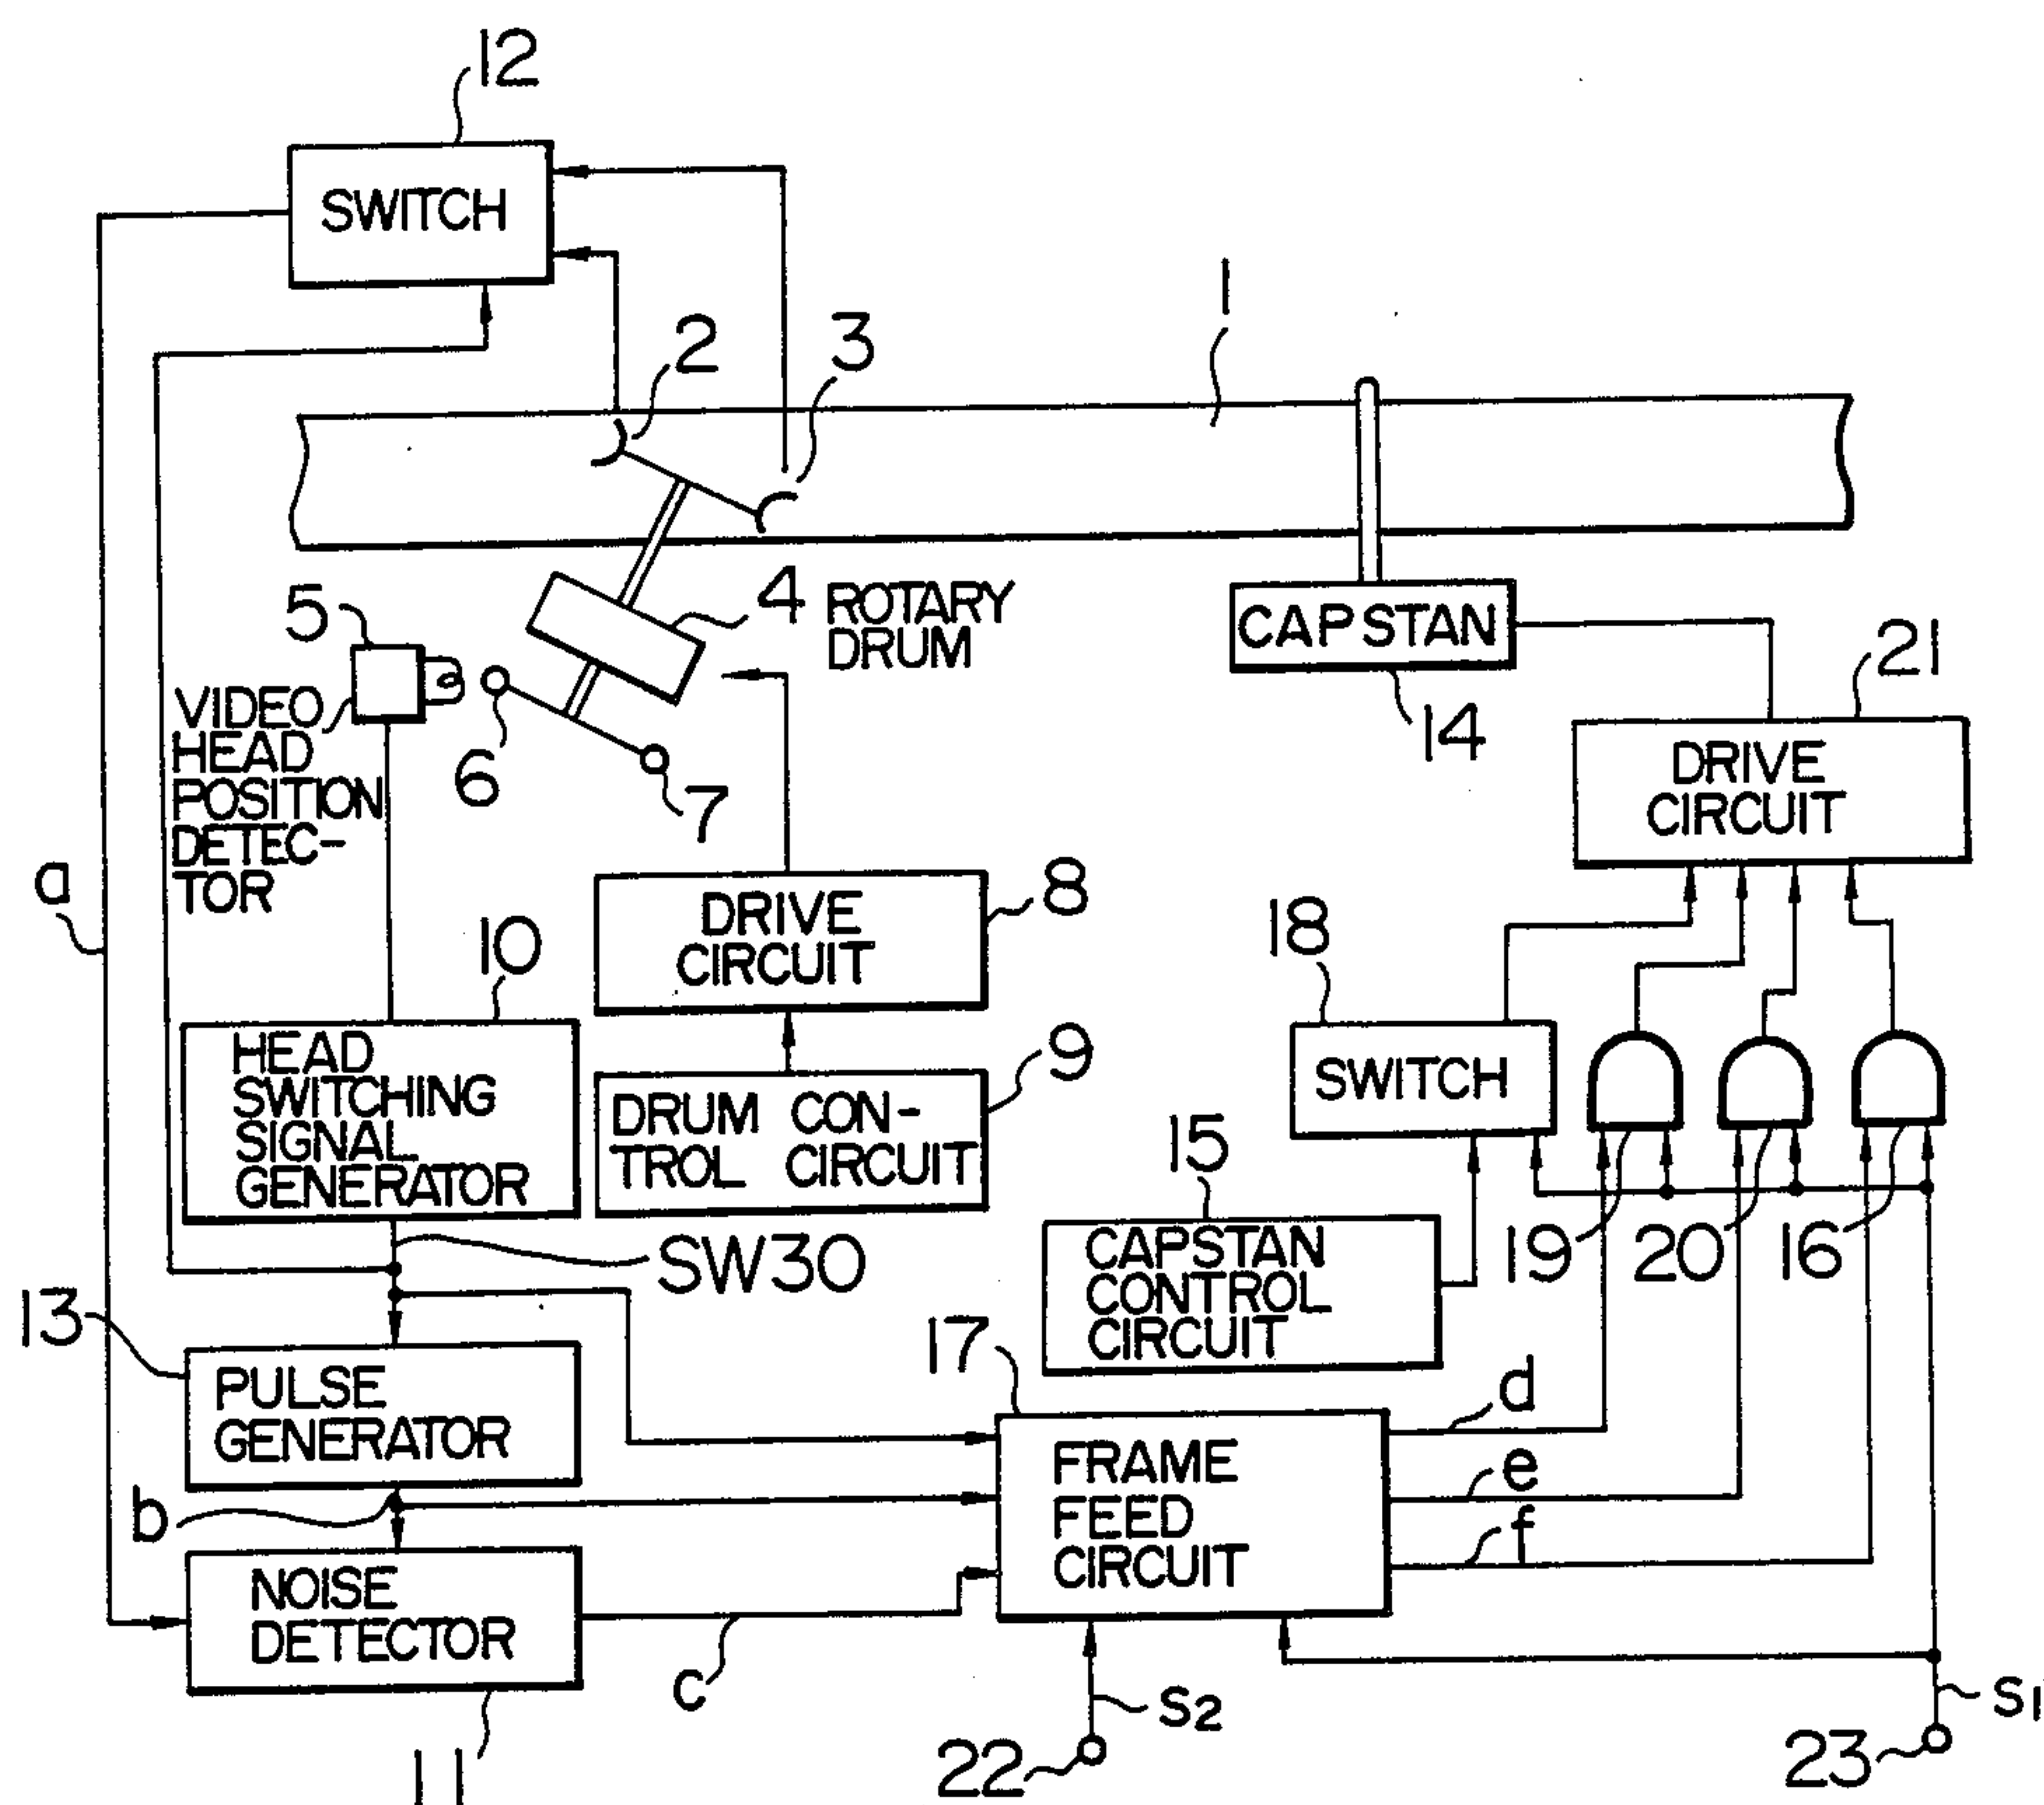 12
SWITCH
1
2
3
4 ROTARY
DRUM
5
CAPSTAN
21
VIDEO
HEAD
POSITION
DETEC-
TOR
6
7
14
DRIVE
CIRCUIT
a
8
DRIVE
CIRCUIT
10
18
9
HEAD
SWITCHING
SIGNAL
GENERATOR
DRUM CON-
TROL CIRCUIT
SWITCH
15
19
20
16
SW30
CAPSTAN
CONTROL
CIRCUIT
13
17
PULSE
GENERATOR
d
e
f
FRAME
FEED
CIRCUIT
b
NOISE
DETECTOR
c
S2
S1
11
22
23